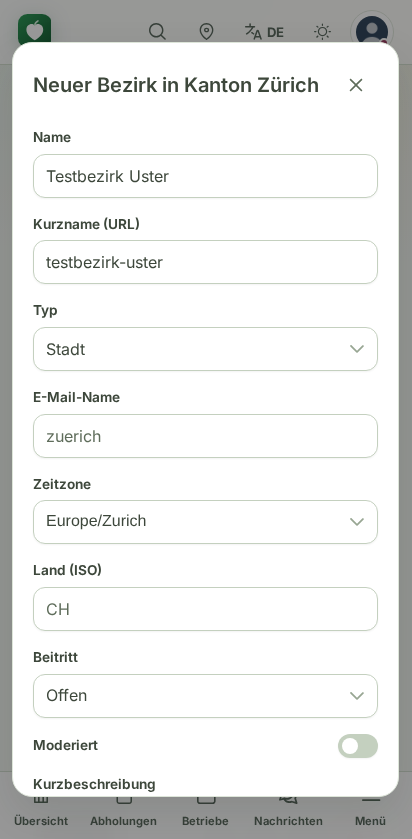 DE
Neuer Bezirk in Kanton Zürich
Name
Testbezirk Uster
Kurzname (URL)
testbezirk-uster
Typ
Stadt
E-Mail-Name
zuerich
Zeitzone
Europe/Zurich
Land (ISO)
CH
Beitritt
Offen
Moderiert
Kurzbeschreibung
Übersicht Abholungen Betriebe Nachrichten Menü